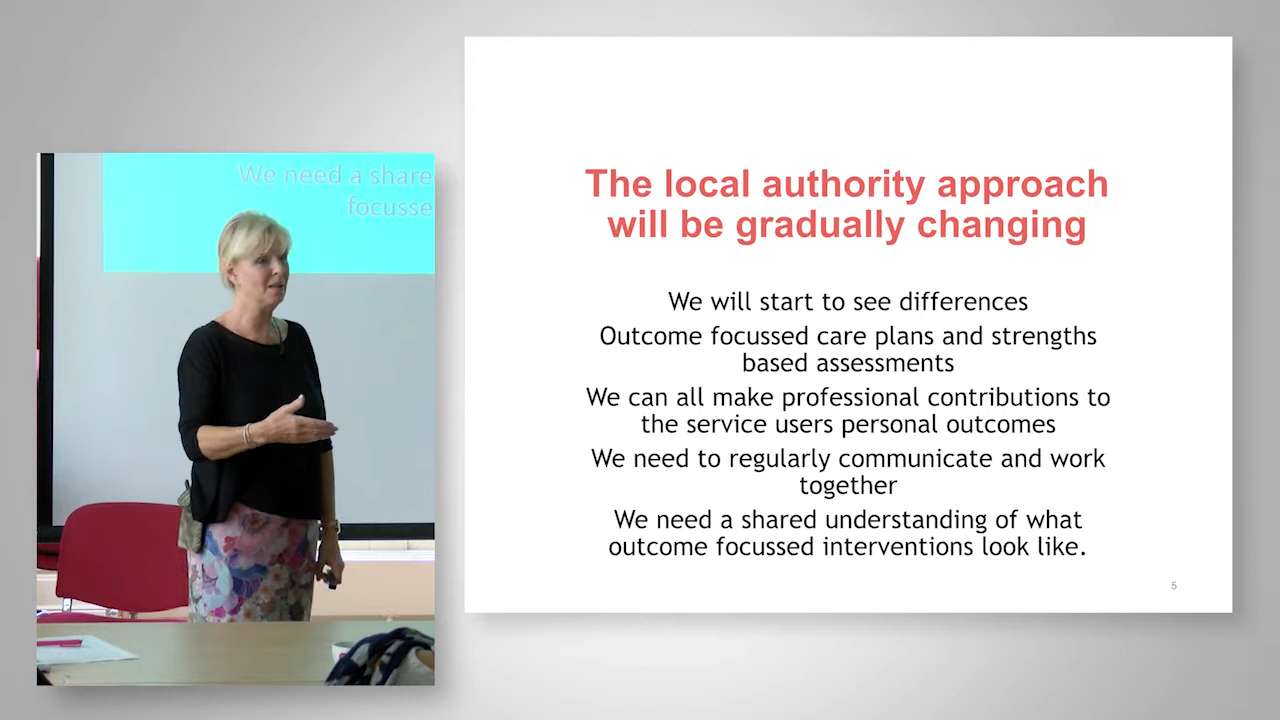 We need a share
focusse
The local authority approach
will be gradually changing
We will start to see differences
Outcome focussed care plans and strengths
based assessments
We can all make professional contributions to
the service users personal outcomes
We need to regularly communicate and work
together
We need a shared understanding of what
outcome focussed interventions look like.
5